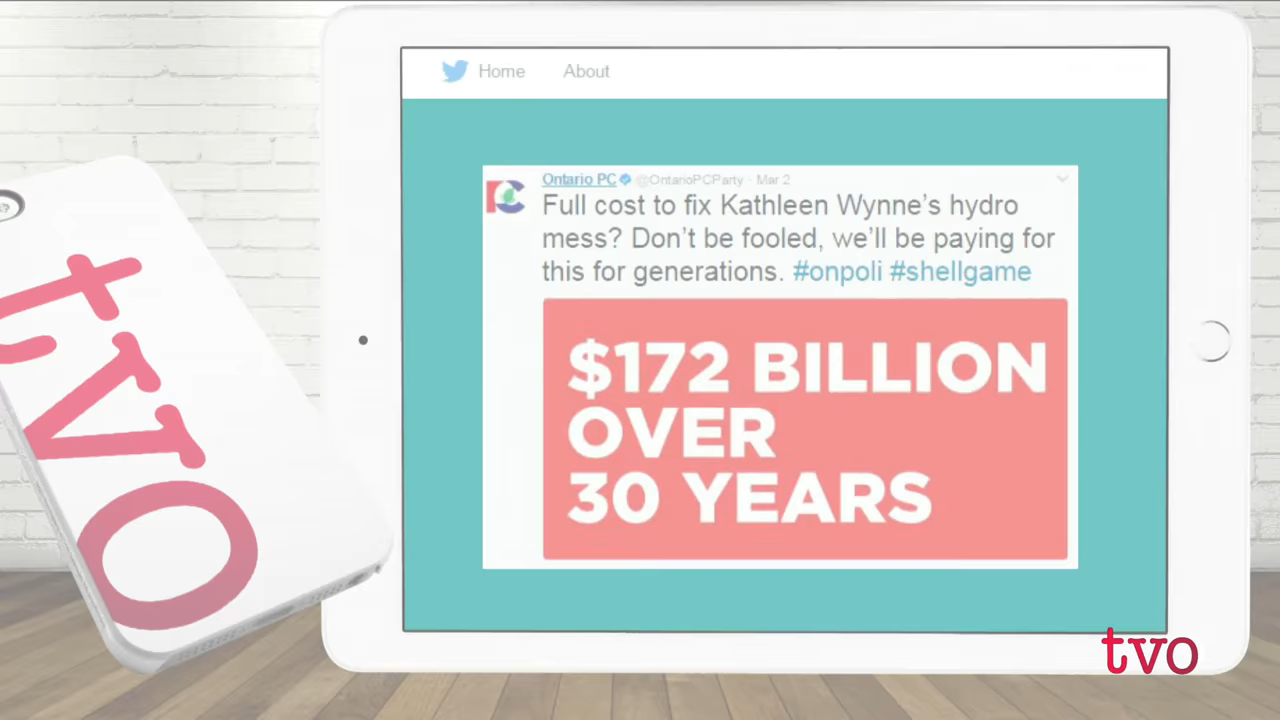 Home About
Ontario PC @OntarioPCParty · Mar 2
Full cost to fix Kathleen Wynne's hydro
mess? Don't be fooled, we'll be paying for
this for generations. #onpoli #shellgame
$172 BILLION
OVER
30 YEARS
tvo
tvo